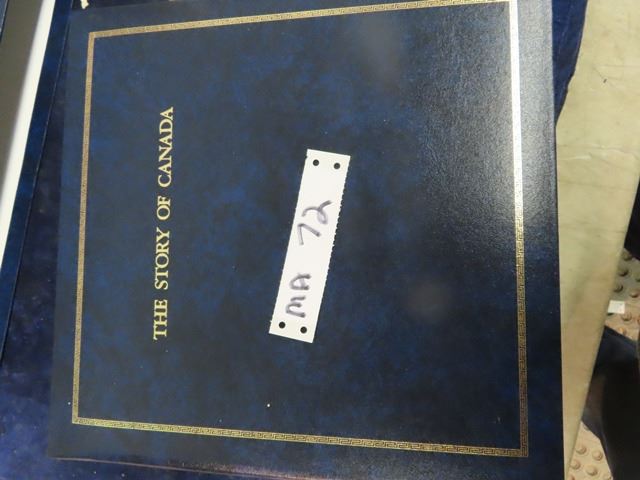 THE STORY OF CANADA
MA 72